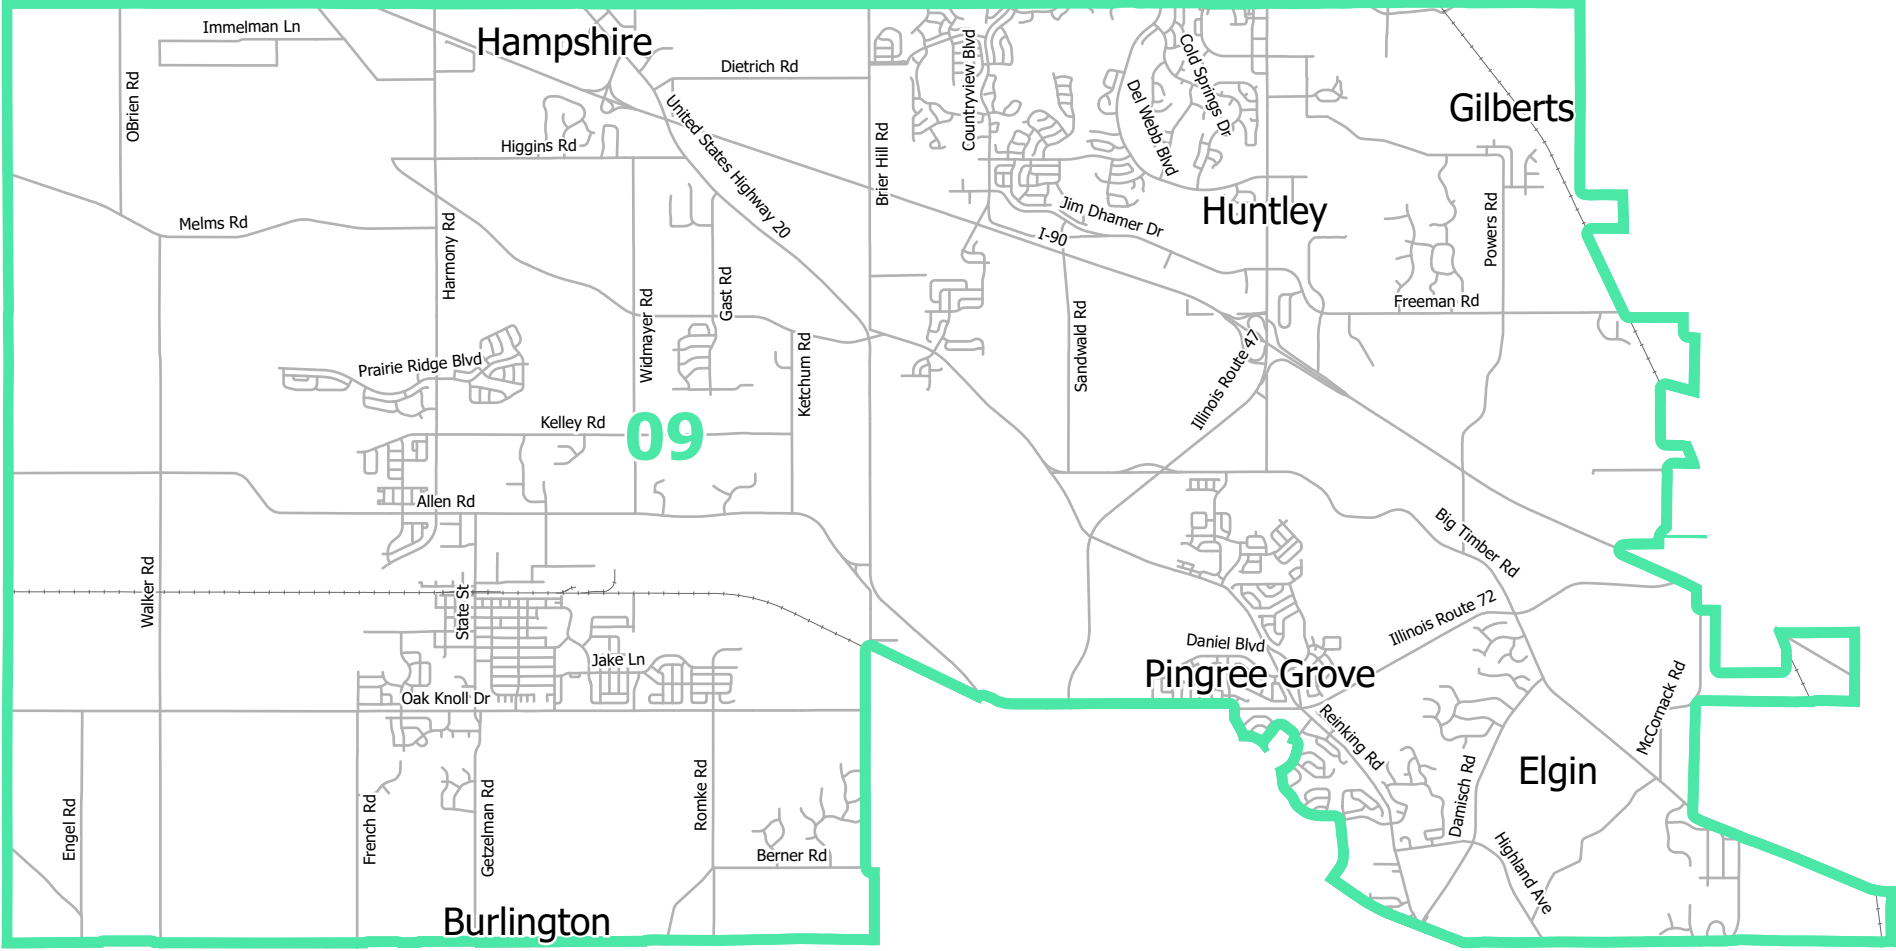 Immelman Ln
Hampshire
Dietrich Rd
OBrien Rd
Countryview Blvd
Cold Springs Dr
Del Webb Blvd
Gilberts
United States Highway 20
Higgins Rd
Brier Hill Rd
Melms Rd
Harmony Rd
Jim Dhamer Dr
I-90
Huntley
Powers Rd
Gast Rd
Widmayer Rd
Freeman Rd
Sandwald Rd
Ketchum Rd
Illinois Route 47
Prairie Ridge Blvd
Kelley Rd
09
Allen Rd
Big Timber Rd
Walker Rd
State St
Illinois Route 72
Daniel Blvd
Jake Ln
Pingree Grove
Oak Knoll Dr
McCornack Rd
Reinking Rd
Elgin
Engel Rd
French Rd
Getzelman Rd
Romke Rd
Damisch Rd
Berner Rd
Highland Ave
Burlington